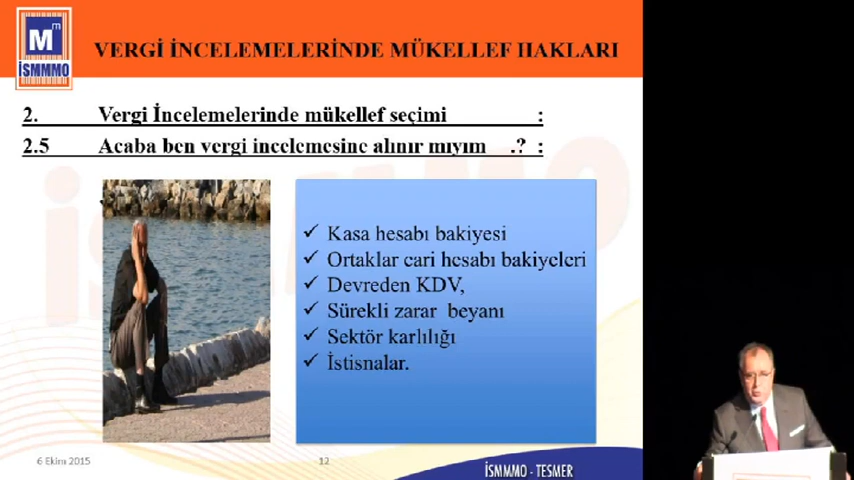 Mm
İSMMMO
VERGİ İNCELEMELERİNDE MÜKELLEF HAKLARI
2. Vergi İncelemelerinde mükellef seçimi :
2.5 Acaba ben vergi incelemesine alınır mıyım .? :
✓ Kasa hesabı bakiyesi
✓ Ortaklar cari hesabı bakiyeleri
✓ Devreden KDV,
✓ Sürekli zarar beyanı
✓ Sektör karlılığı
✓ İstisnalar.
6 Ekim 2015
12
İSMMMO - TESMER